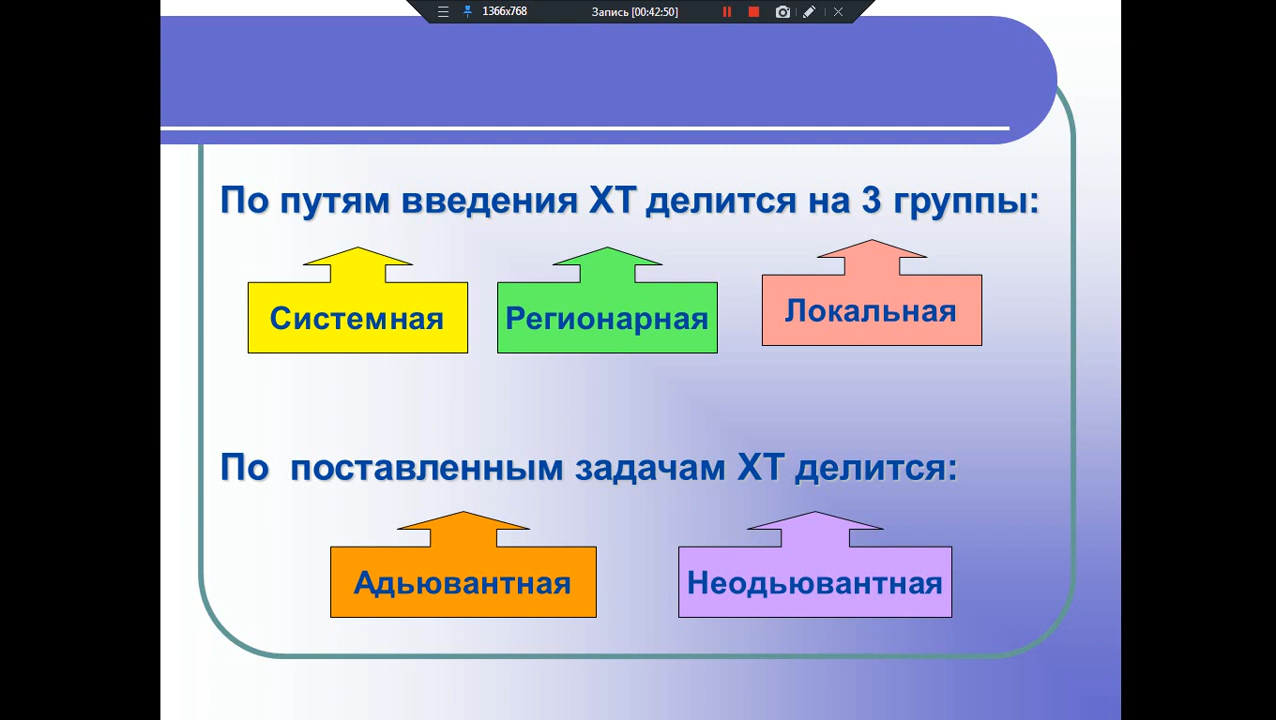 1366x768 Запись [00:42:50]
По путям введения ХТ делится на 3 группы:
Системная Регионарная Локальная
По поставленным задачам ХТ делится:
Адьювантная Неодьювантная